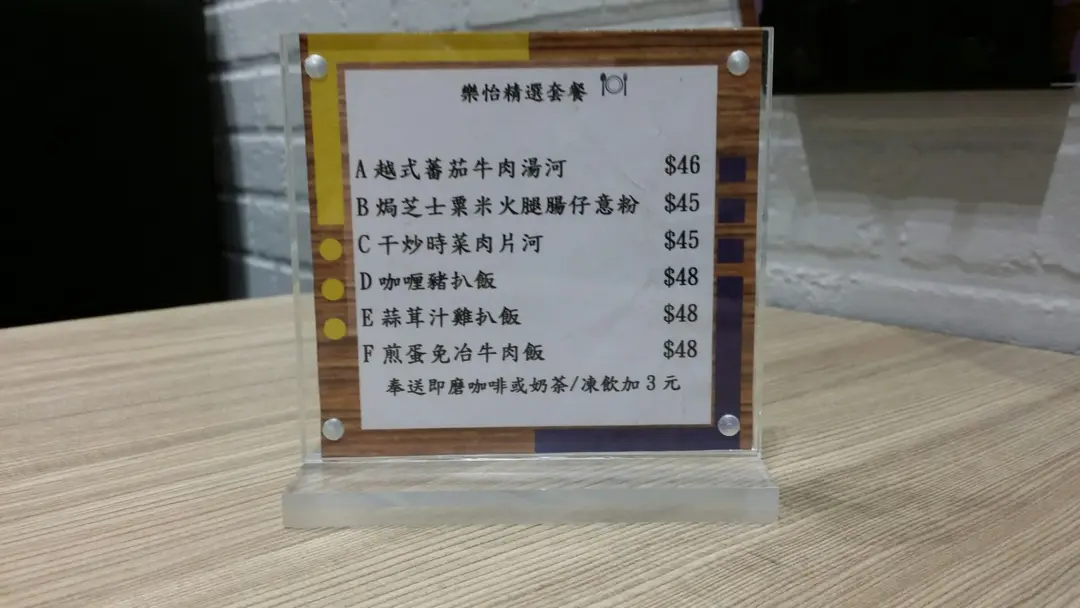 樂怡精選套餐
A 越式蕃茄牛肉湯河 $46
B 焗芝士粟米火腿腸仔意粉 $45
C 干炒時菜肉片河 $45
D 咖喱豬扒飯 $48
E 蒜茸汁雞扒飯 $48
F 煎蛋免冶牛肉飯 $48
奉送即磨咖啡或奶茶/凍飲加 3 元